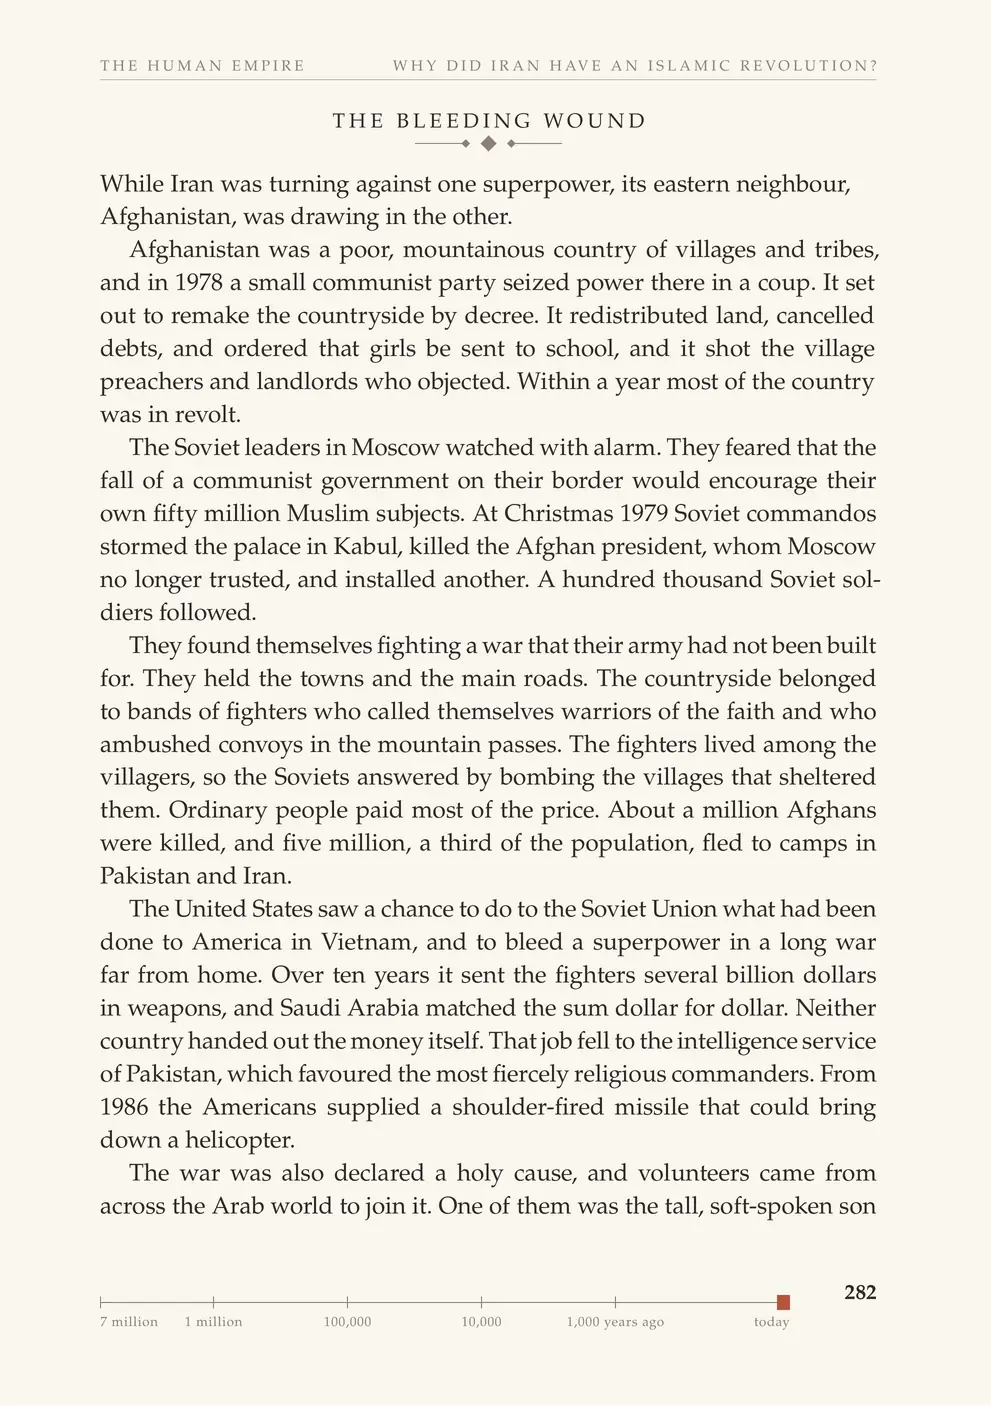 THE HUMAN EMPIRE
WHY DID IRAN HAVE AN ISLAMIC REVOLUTION?
THE BLEEDING WOUND
While Iran was turning against one superpower, its eastern neighbour,
Afghanistan, was drawing in the other.
Afghanistan was a poor, mountainous country of villages and tribes,
and in 1978 a small communist party seized power there in a coup. It set
out to remake the countryside by decree. It redistributed land, cancelled
debts, and ordered that girls be sent to school, and it shot the village
preachers and landlords who objected. Within a year most of the country
was in revolt.
The Soviet leaders in Moscow watched with alarm. They feared that the
fall of a communist government on their border would encourage their
own fifty million Muslim subjects. At Christmas 1979 Soviet commandos
stormed the palace in Kabul, killed the Afghan president, whom Moscow
no longer trusted, and installed another. A hundred thousand Soviet sol-
diers followed.
They found themselves fighting a war that their army had not been built
for. They held the towns and the main roads. The countryside belonged
to bands of fighters who called themselves warriors of the faith and who
ambushed convoys in the mountain passes. The fighters lived among the
villagers, so the Soviets answered by bombing the villages that sheltered
them. Ordinary people paid most of the price. About a million Afghans
were killed, and five million, a third of the population, fled to camps in
Pakistan and Iran.
The United States saw a chance to do to the Soviet Union what had been
done to America in Vietnam, and to bleed a superpower in a long war
far from home. Over ten years it sent the fighters several billion dollars
in weapons, and Saudi Arabia matched the sum dollar for dollar. Neither
country handed out the money itself. That job fell to the intelligence service
of Pakistan, which favoured the most fiercely religious commanders. From
1986 the Americans supplied a shoulder-fired missile that could bring
down a helicopter.
The war was also declared a holy cause, and volunteers came from
across the Arab world to join it. One of them was the tall, soft-spoken son
282
7 million
1 million
100,000
10,000
1,000 years ago
today